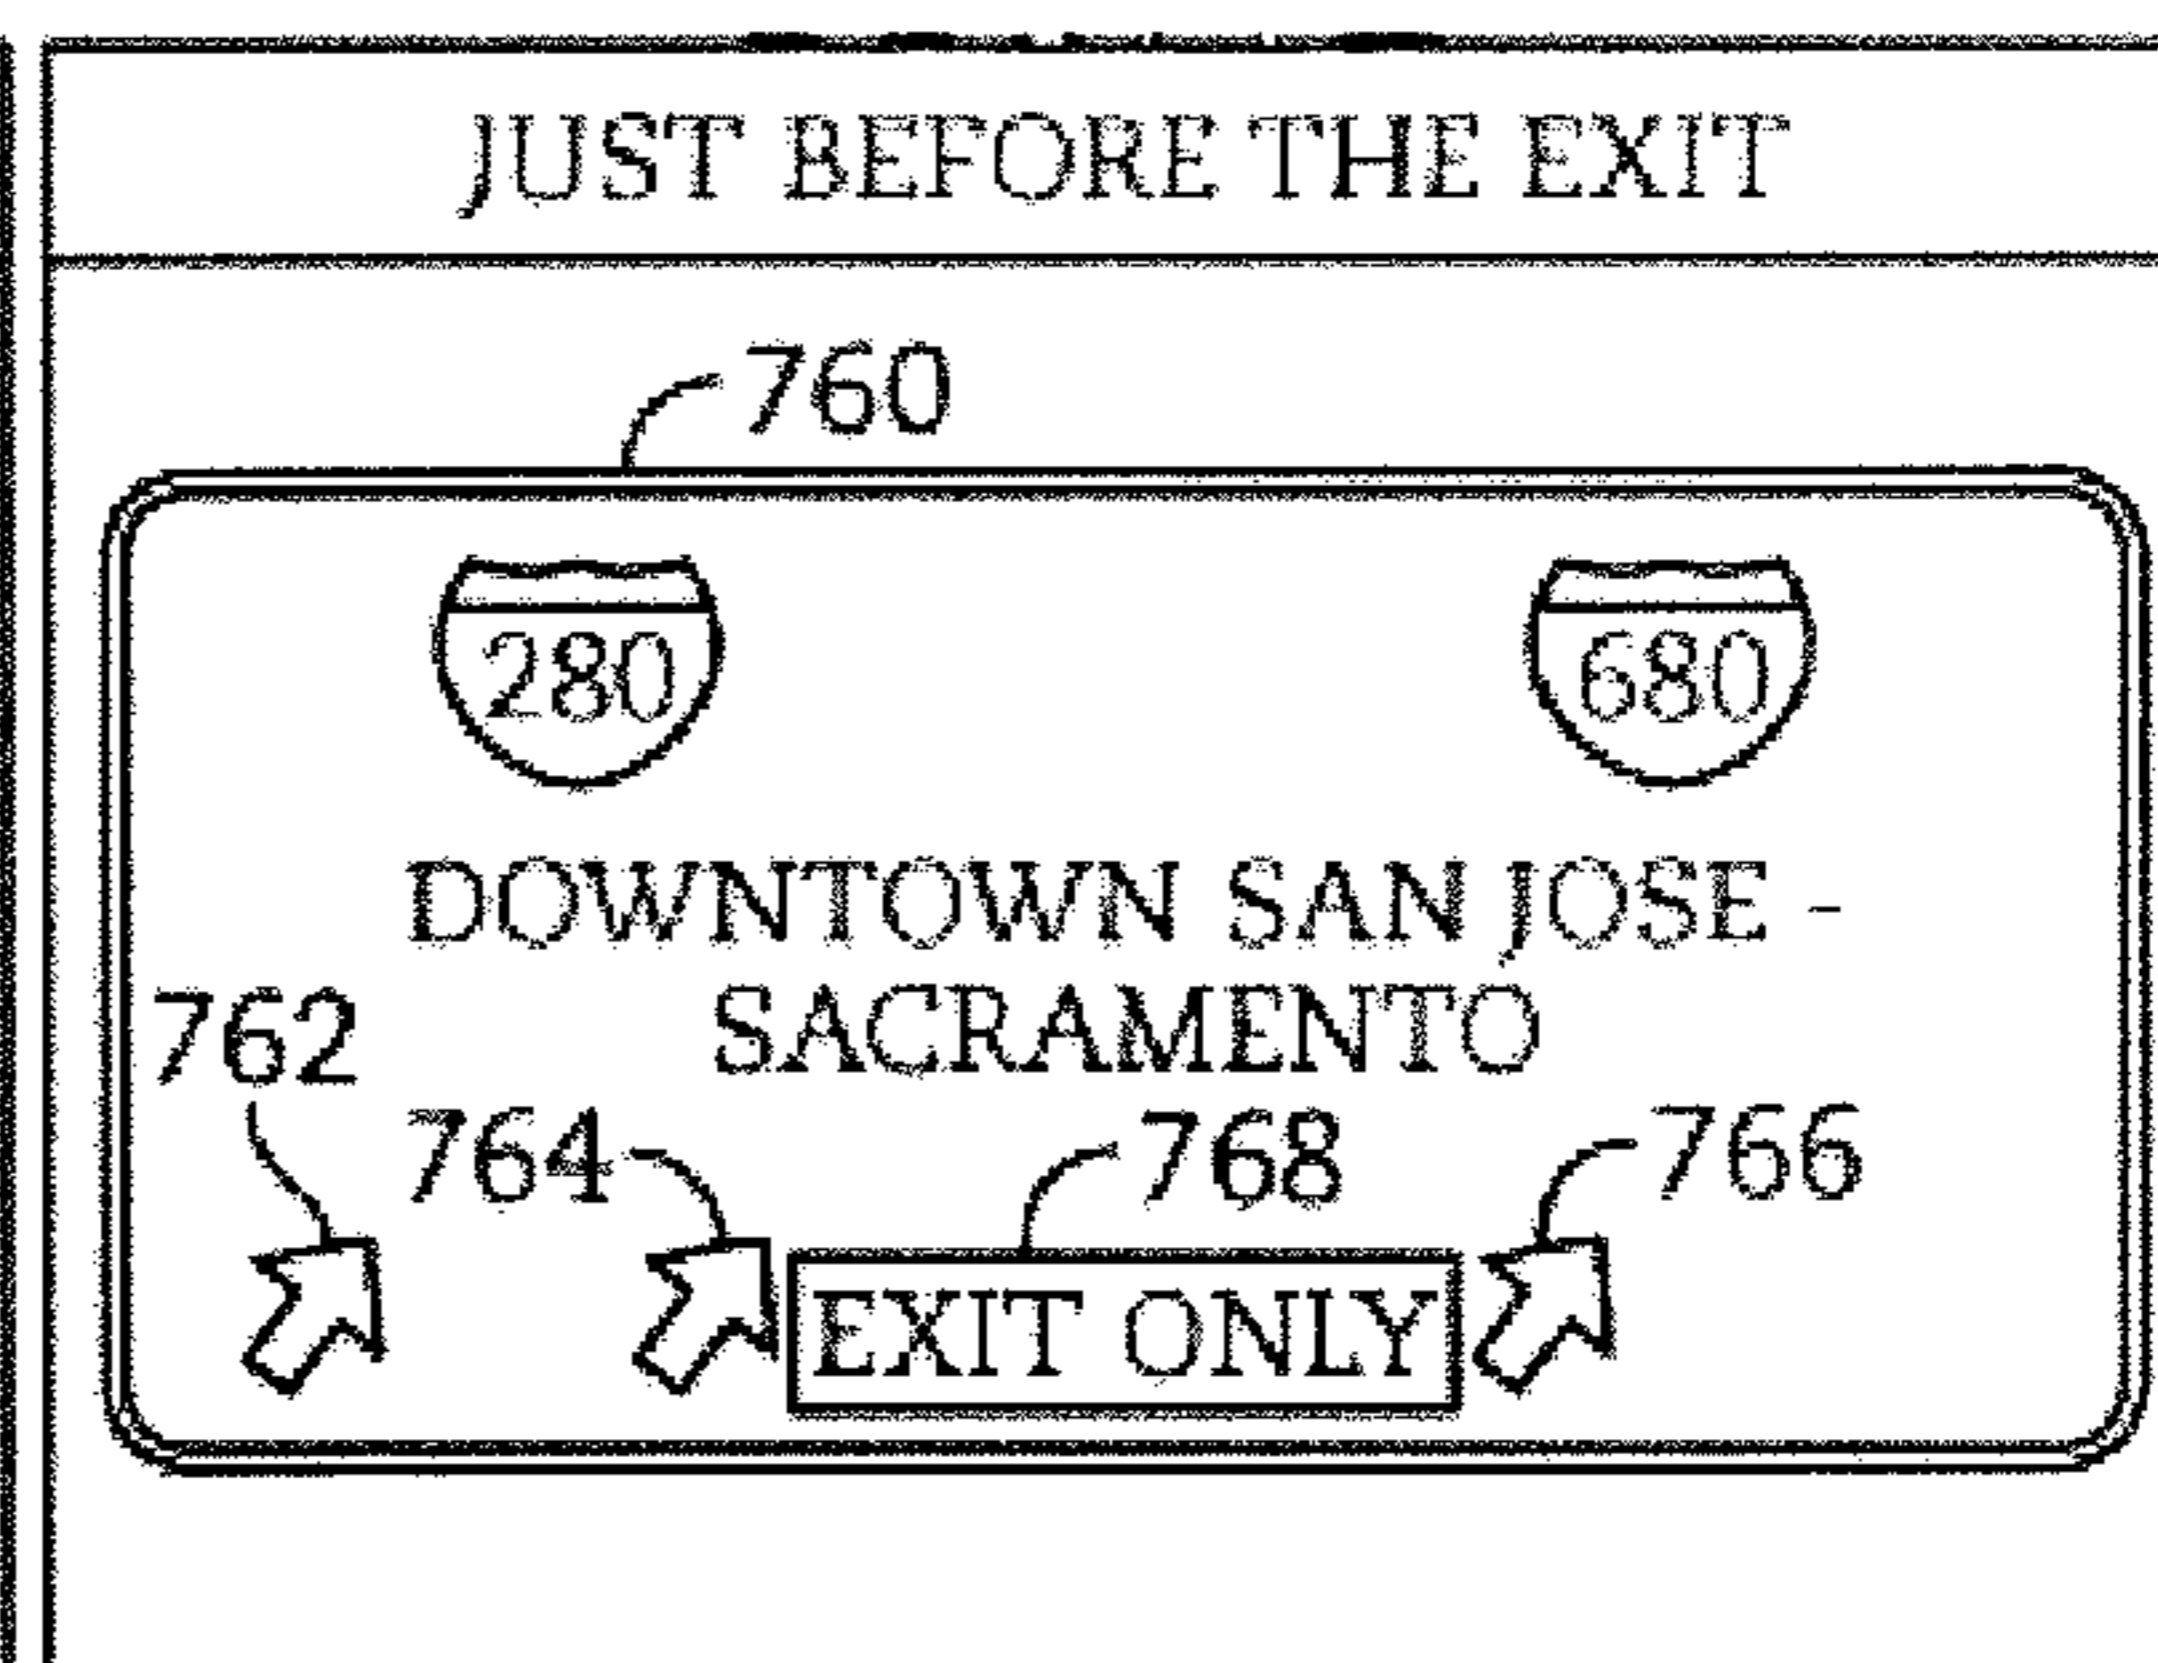 JUST BEFORE THE EXIT
760
280 680
DOWNTOWN SAN JOSE -
SACRAMENTO
762
764 768 766
EXIT ONLY